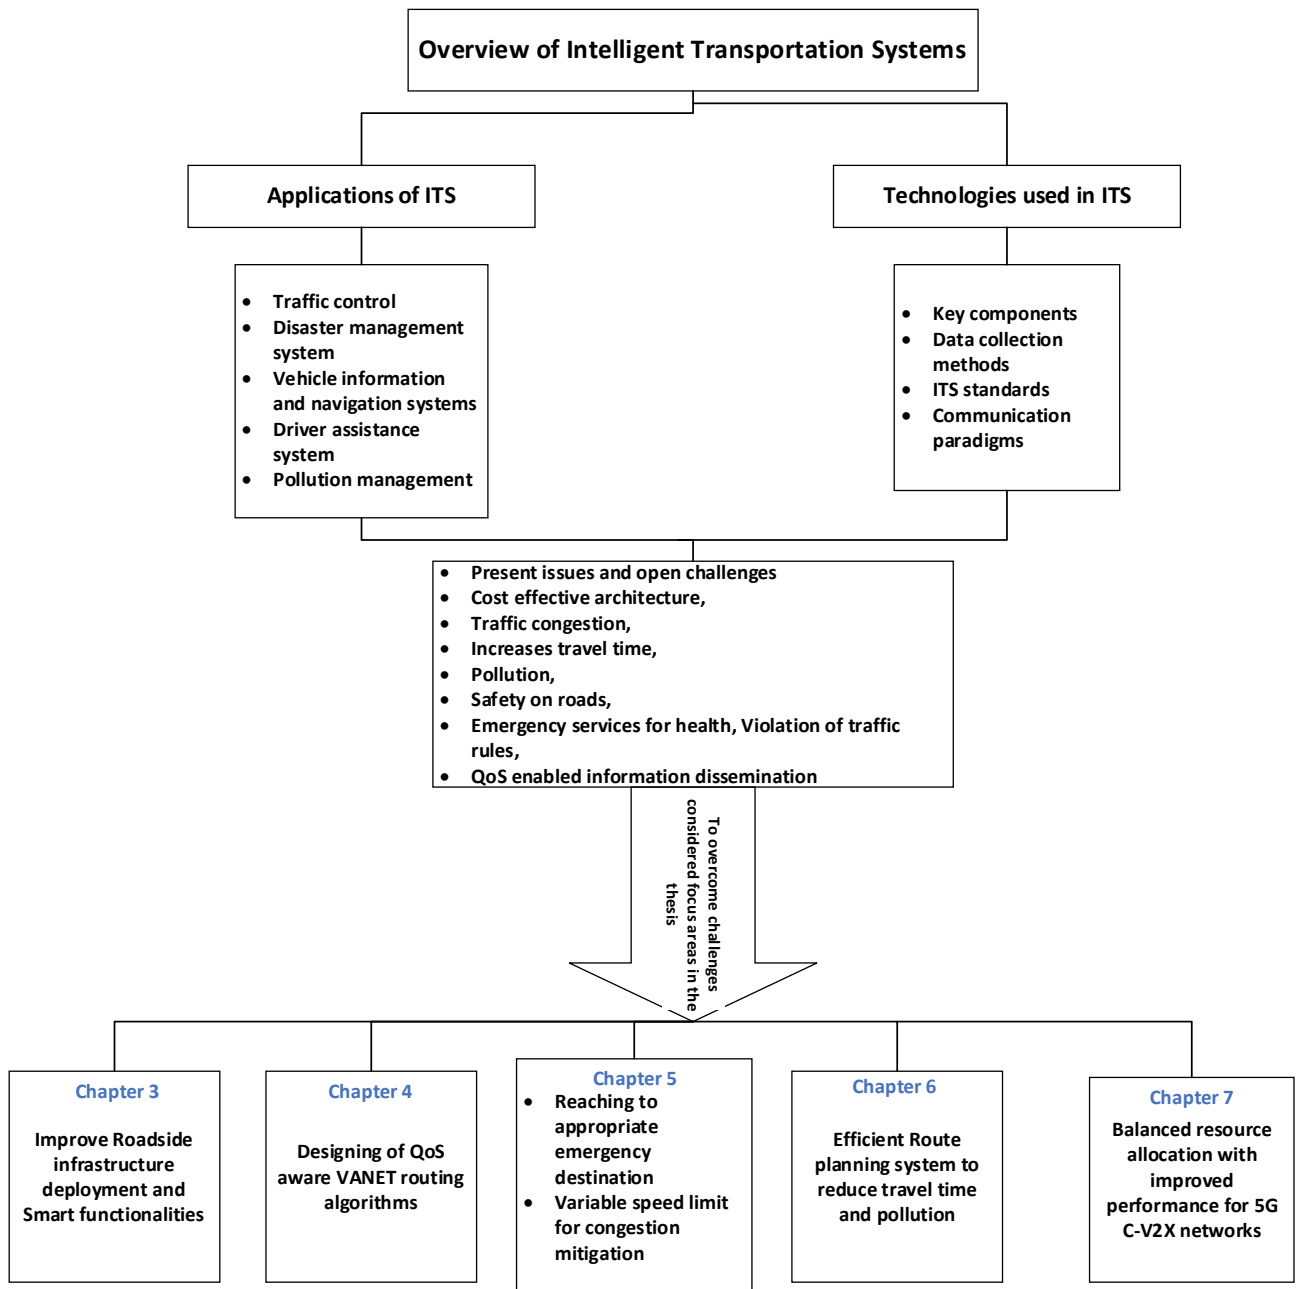 Overview of Intelligent Transportation Systems
Applications of ITS
Technologies used in ITS
• Traffic control
• Disaster management
system
• Vehicle information
and navigation systems
• Driver assistance
system
• Pollution management
• Key components
• Data collection
methods
• ITS standards
• Communication
paradigms
• Present issues and open challenges
• Cost effective architecture,
• Traffic congestion,
• Increases travel time,
• Pollution,
• Safety on roads,
• Emergency services for health, Violation of traffic
rules,
• QoS enabled information dissemination
To overcome challenges
considered focus areas in the
thesis
Chapter 3
Improve Roadside
infrastructure
deployment and
Smart functionalities
Chapter 4
Designing of QoS
aware VANET routing
algorithms
Chapter 5
• Reaching to
appropriate
emergency
destination
• Variable speed limit
for congestion
mitigation
Chapter 6
Efficient Route
planning system to
reduce travel time
and pollution
Chapter 7
Balanced resource
allocation with
improved
performance for 5G
C-V2X networks